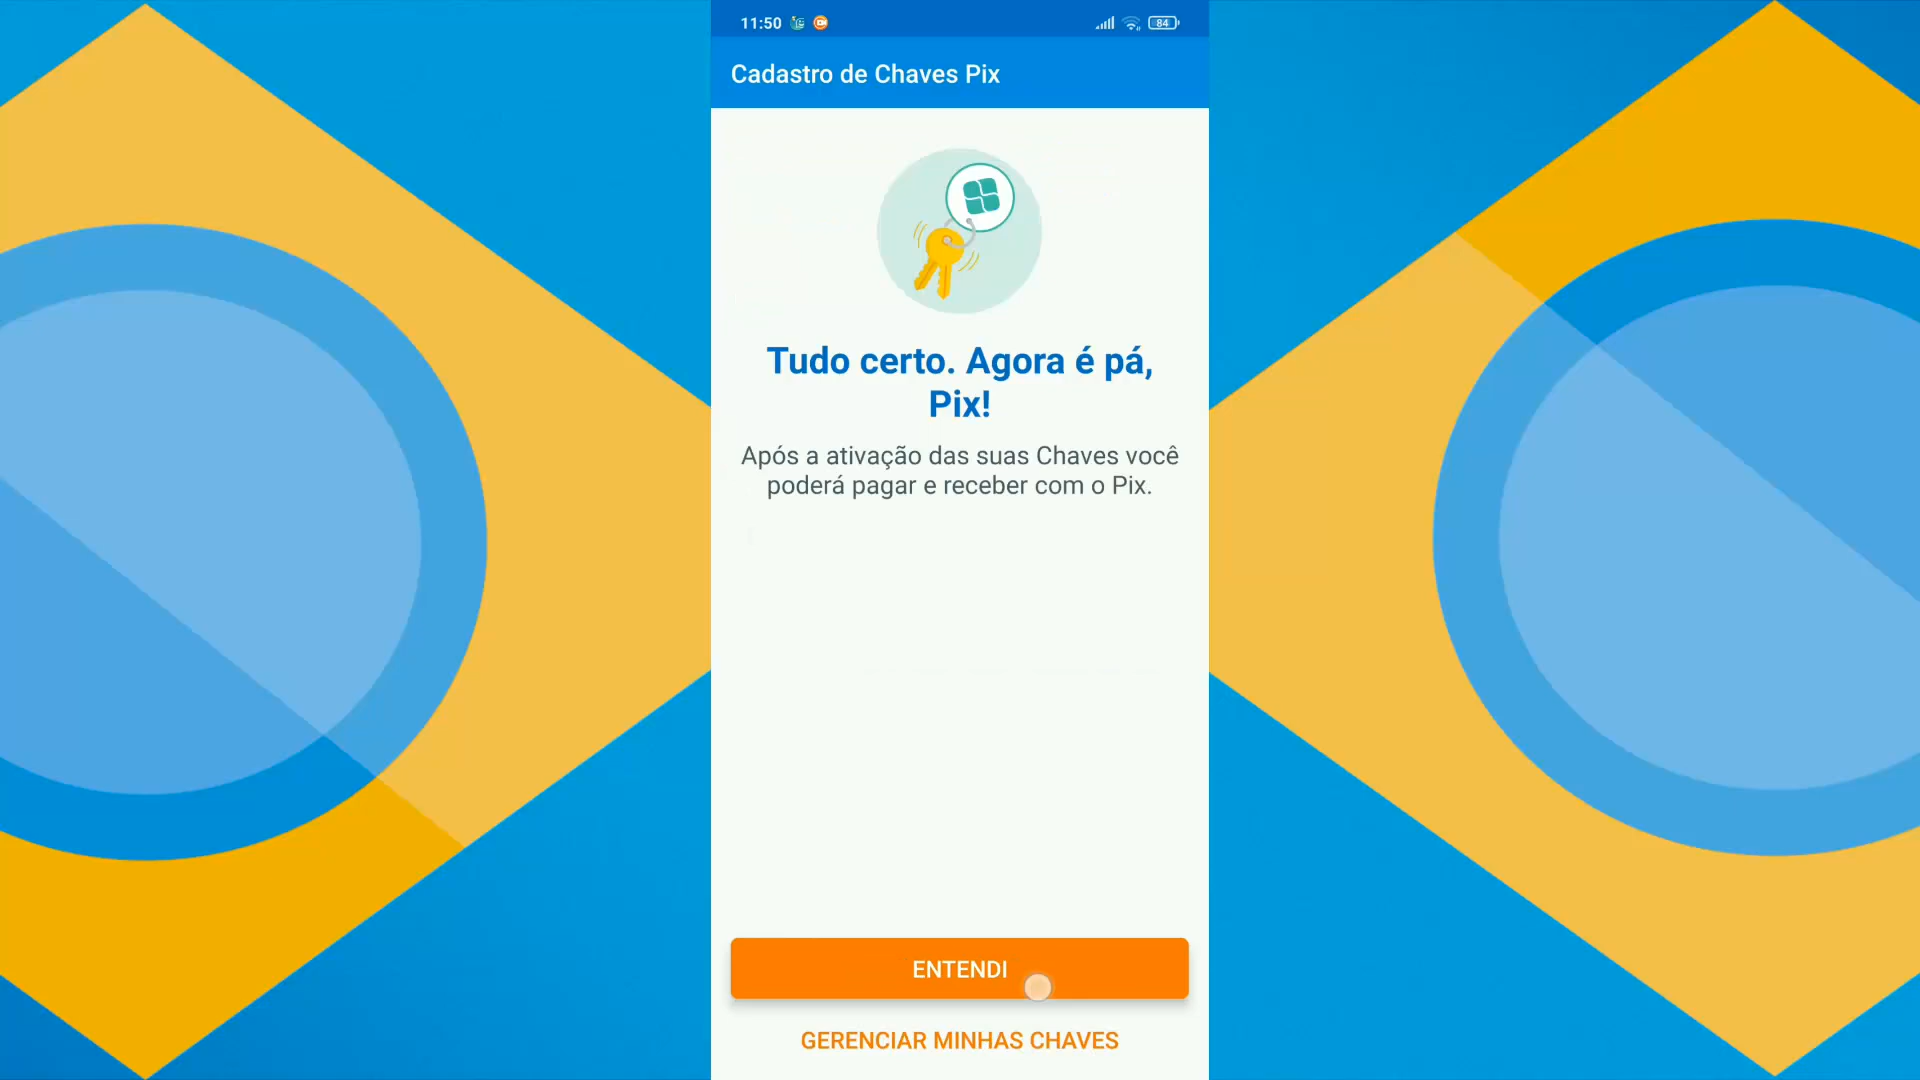 11:50
84
Cadastro de Chaves Pix
Tudo certo. Agora é pá,
Pix!
Após a ativação das suas Chaves você
poderá pagar e receber com o Pix.
ENTENDI
GERENCIAR MINHAS CHAVES